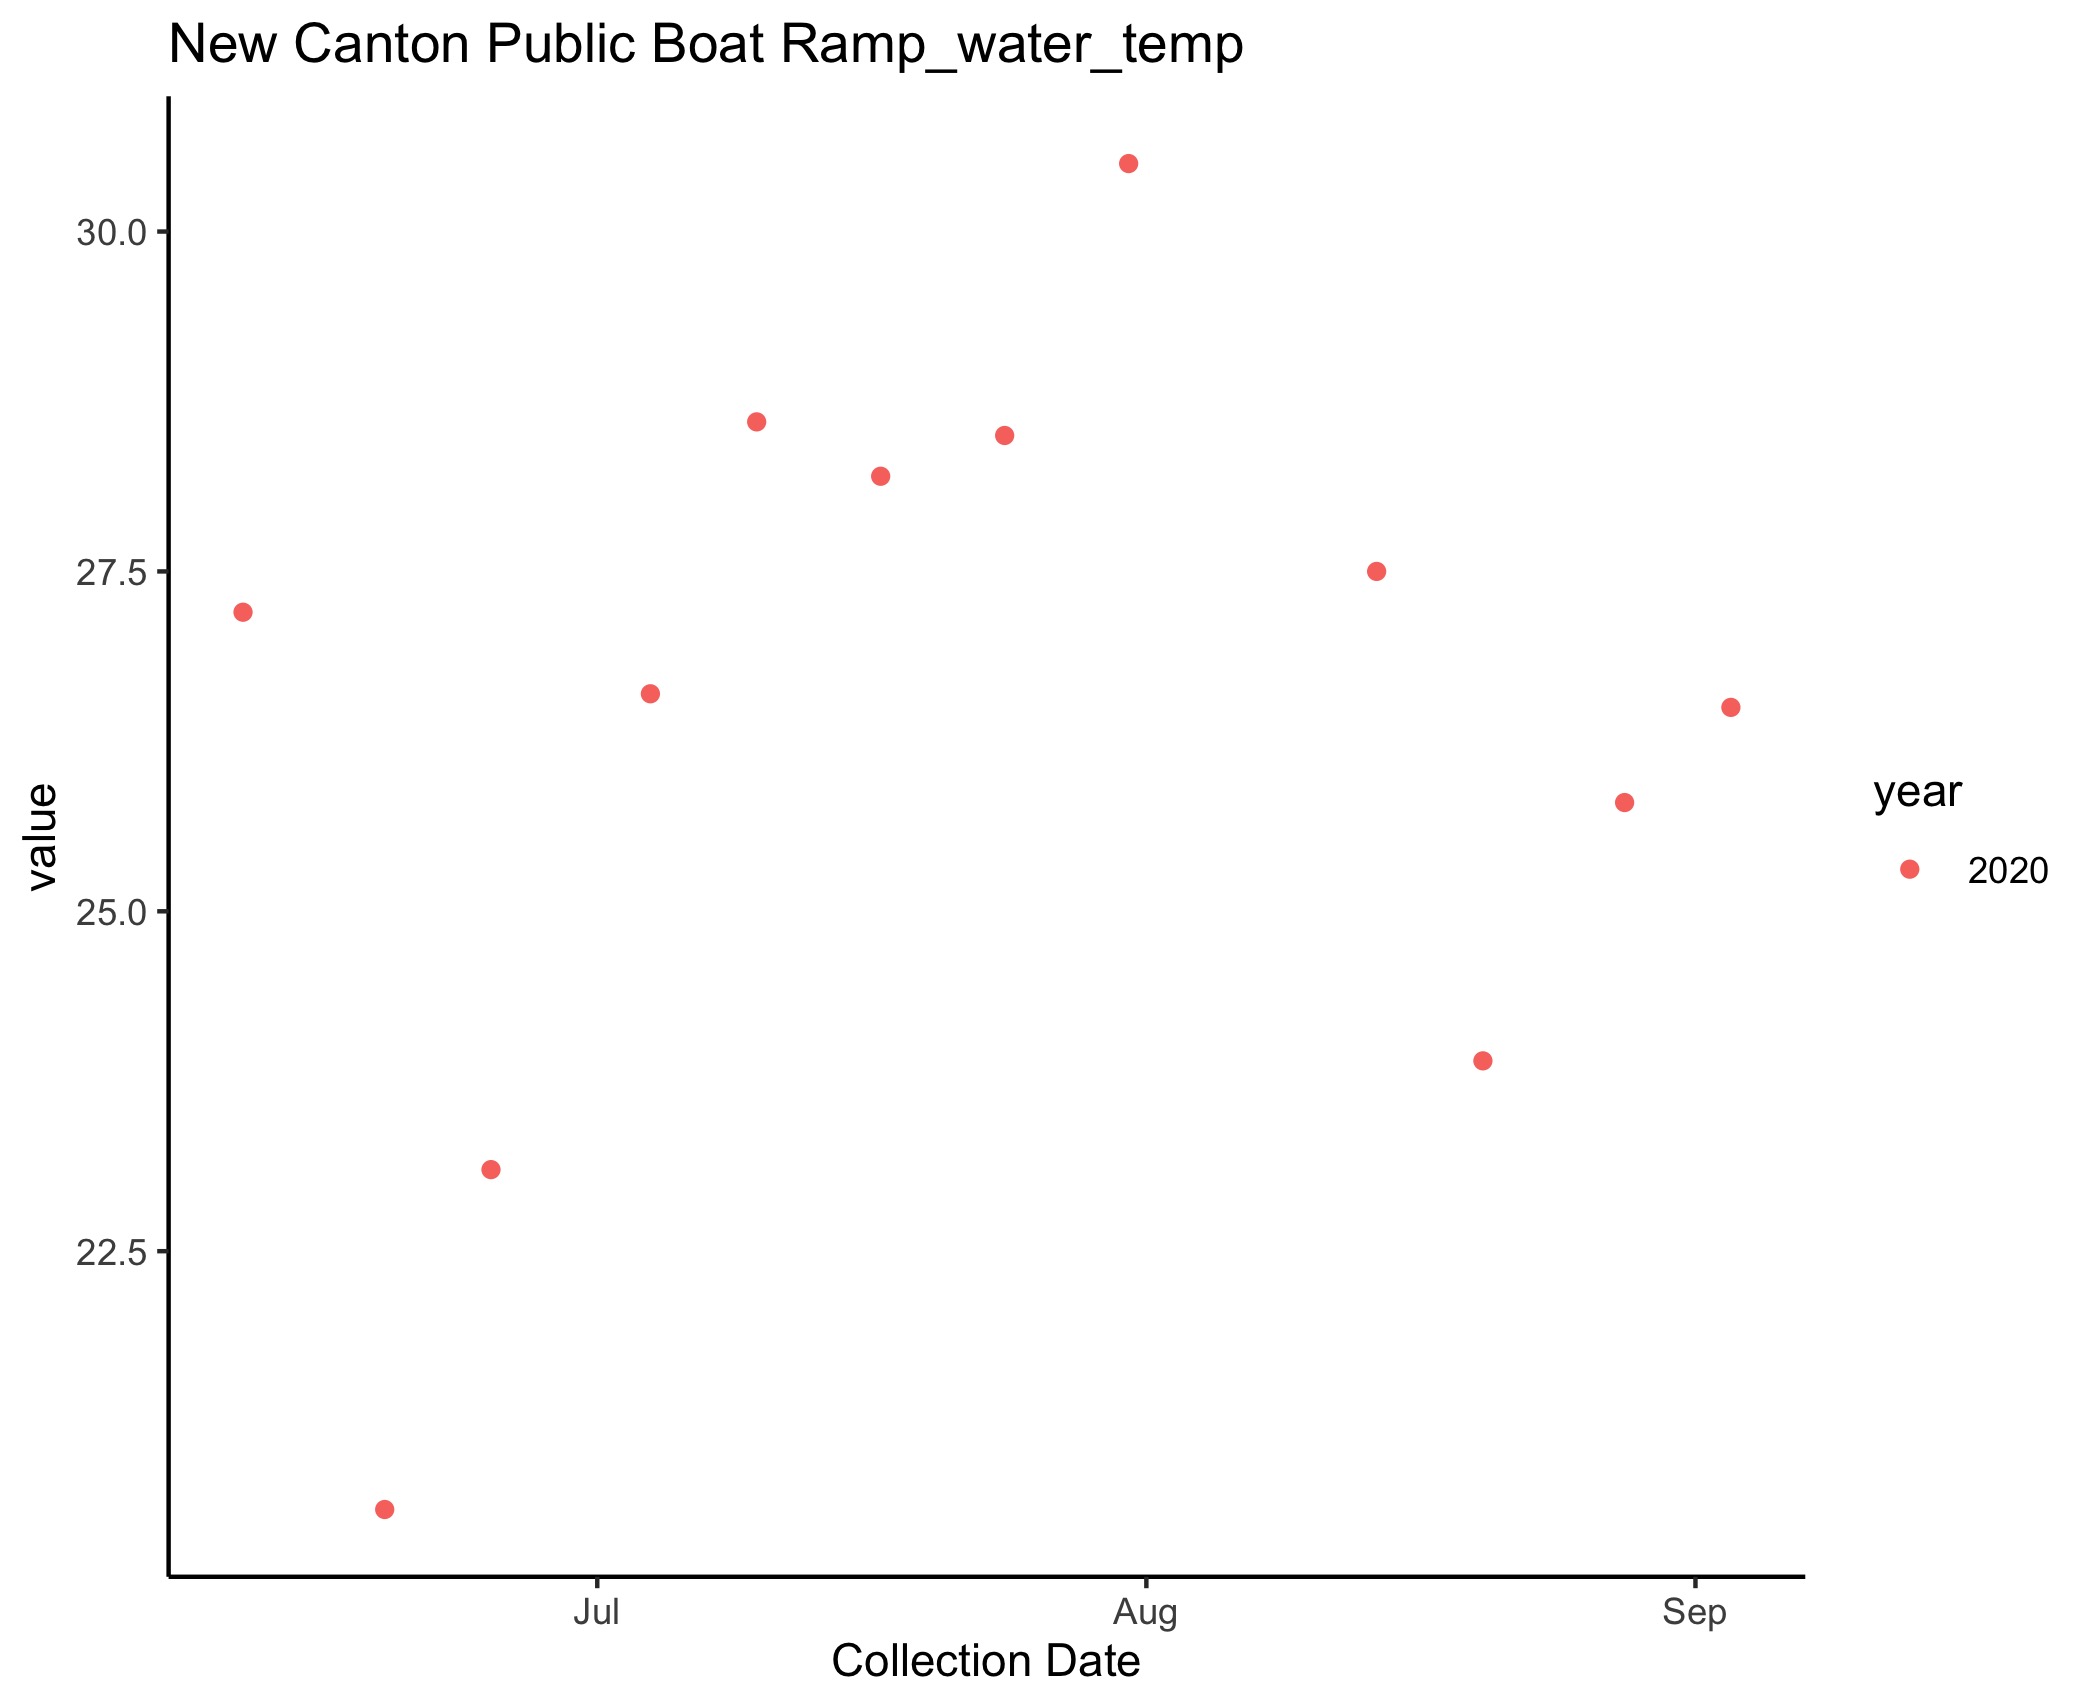 New Canton Public Boat Ramp_water_temp
30.0
27.5
25.0
22.5
value
Jul Aug Sep
Collection Date
year
2020